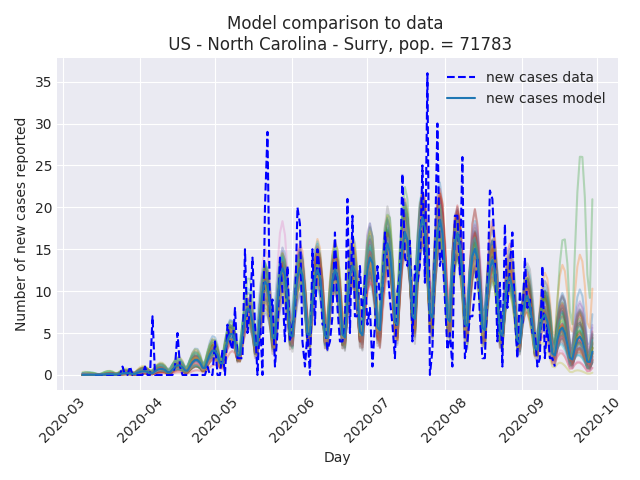 Model comparison to data
US - North Carolina - Surry, pop. = 71783
new cases data
new cases model
Number of new cases reported
35
30
25
20
15
10
5
0
2020-03
2020-04
2020-05
2020-06
2020-07
2020-08
2020-09
2020-10
Day